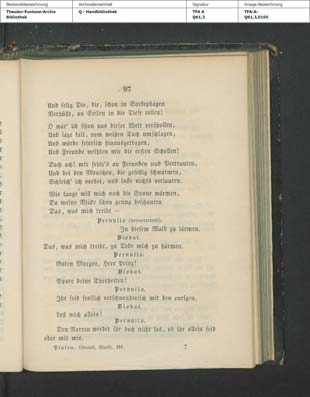 Bestandsbezeichnung Archivalieneinheit Signatur Image-Bezeichnung
Theodor-Fontane-Archiv Q - Handbibliothek TFA A TFA-A-
Bibliothek Q61,3 Q61,3,0105
97
Und selig Die, die, schon in Sarkophagen
Verhüllt, an Seilen in die Tiefe rollen!
O wär' ich schon aus dieser Welt verschollen,
Und läge kalt, vom weißen Tuch umschlagen,
Und würde feierlich hinausgetragen,
Und Freunde weihten mir die ersten Schollen!
Doch ach! mir fehlt's an Freunden und Vertrauten,
Und bei den Menschen, die gesellig schwärmen,
Schleich' ich vorbei, und lasse nichts verlauten.
Wie lange will mich noch die Sonne wärmen,
Da meine Blicke schon genug beschauten
Das, was mich treibt —
Pernullo (hervortretend).
In diesem Wald zu lärmen.
Diodat.
Das, was mich treibt, zu Tode mich zu härmen.
Pernullo.
Guten Morgen, Herr Prinz!
Diodat.
Spare deine Thorheiten!
Pernullo.
Ihr seid freilich verschwenderisch mit den eurigen.
Diodat.
Laß mich allein!
Pernullo.
Den Narren werdet ihr doch nicht los, ob ihr allein seid
oder mit mir.
Platen, sämmtl. Werke. III. 7